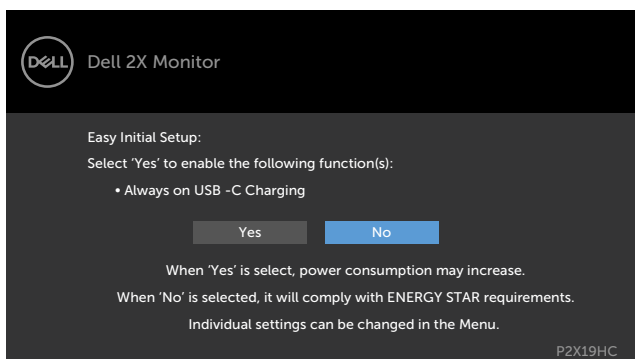 DELL Dell 2X Monitor
Easy Initial Setup:
Select ‘Yes’ to enable the following function(s):
• Always on USB -C Charging
Yes No
When ‘Yes’ is select, power consumption may increase.
When ‘No’ is selected, it will comply with ENERGY STAR requirements.
Individual settings can be changed in the Menu.
P2X19HC